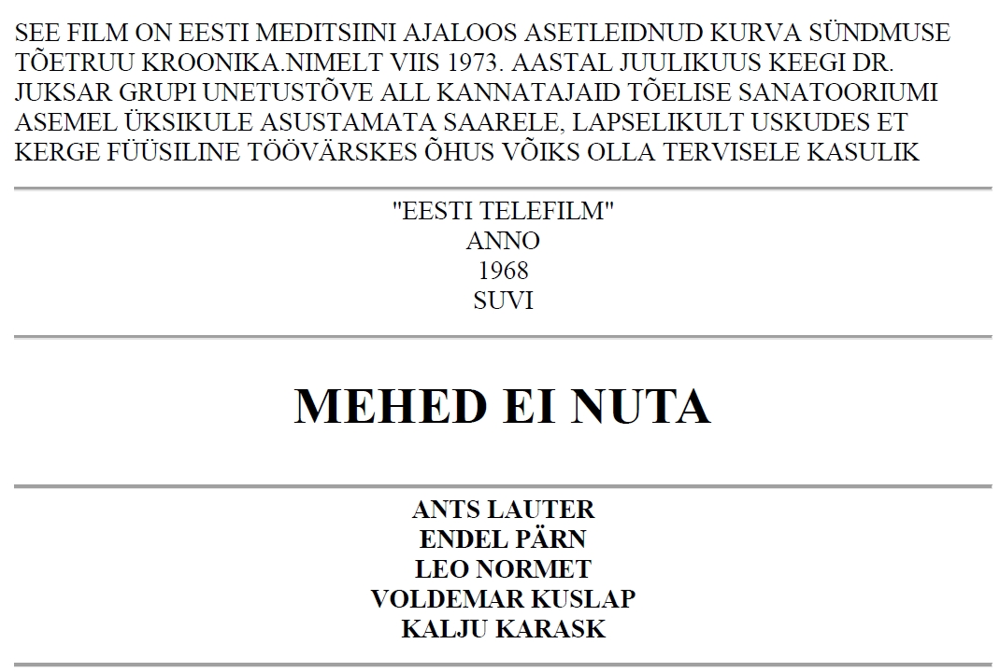 SEE FILM ON EESTI MEDITSIINI AJALOOS ASETLEIDNUD KURVA SÜNDMUSE
TÕETRUU KROONIKA.NIMELT VIIS 1973. AASTAL JUULIKUUS KEEGI DR.
JUKSAR GRUPI UNETUSTÕVE ALL KANNATAJAID TÕELISE SANATOORIUMI
ASEMEL ÜKSIKULE ASUSTAMATA SAARELE, LAPSELIKULT USKUDES ET
KERGE FÜÜSILINE TÖÖVÄRSKES ÕHUS VÕIKS OLLA TERVISELE KASULIK
"EESTI TELEFILM"
ANNO
1968
SUVI
MEHED EI NUTA
ANTS LAUTER
ENDEL PÄRN
LEO NORMET
VOLDEMAR KUSLAP
KALJU KARASK